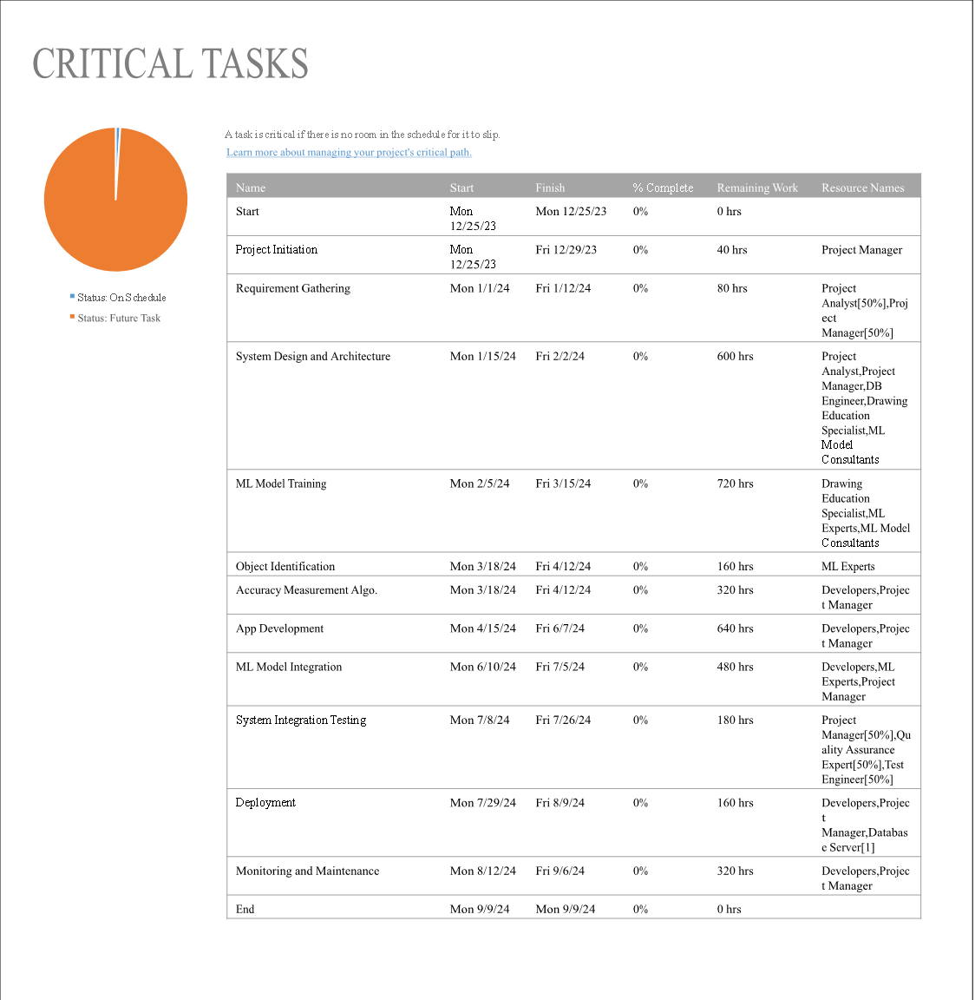 CRITICAL TASKS
A task is critical if there is no room in the schedule for it to slip.
Learn more about managing your project's critical path.
Status: On Schedule
Status: Future Task
Name Start Finish % Complete Remaining Work Resource Names
Start Mon Mon 12/25/23 0% 0 hrs
12/25/23
Project Initiation Mon Fri 12/29/23 0% 40 hrs Project Manager
12/25/23
Requirement Gathering Mon 1/1/24 Fri 1/12/24 0% 80 hrs Project
Analyst[50%],Proj
ect
Manager[50%]
System Design and Architecture Mon 1/15/24 Fri 2/2/24 0% 600 hrs Project
Analyst,Project
Manager,DB
Engineer,Drawing
Education
Specialist,ML
Model
Consultants
ML Model Training Mon 2/5/24 Fri 3/15/24 0% 720 hrs Drawing
Education
Specialist,ML
Experts,ML Model
Consultants
Object Identification Mon 3/18/24 Fri 4/12/24 0% 160 hrs ML Experts
Accuracy Measurement Algo. Mon 3/18/24 Fri 4/12/24 0% 320 hrs Developers,Projec
t Manager
App Development Mon 4/15/24 Fri 6/7/24 0% 640 hrs Developers,Projec
t Manager
ML Model Integration Mon 6/10/24 Fri 7/5/24 0% 480 hrs Developers,ML
Experts,Project
Manager
System Integration Testing Mon 7/8/24 Fri 7/26/24 0% 180 hrs Project
Manager[50%],Qu
ality Assurance
Expert[50%],Test
Engineer[50%]
Deployment Mon 7/29/24 Fri 8/9/24 0% 160 hrs Developers,Projec
t
Manager,Databas
e Server[1]
Monitoring and Maintenance Mon 8/12/24 Fri 9/6/24 0% 320 hrs Developers,Projec
t Manager
End Mon 9/9/24 Mon 9/9/24 0% 0 hrs